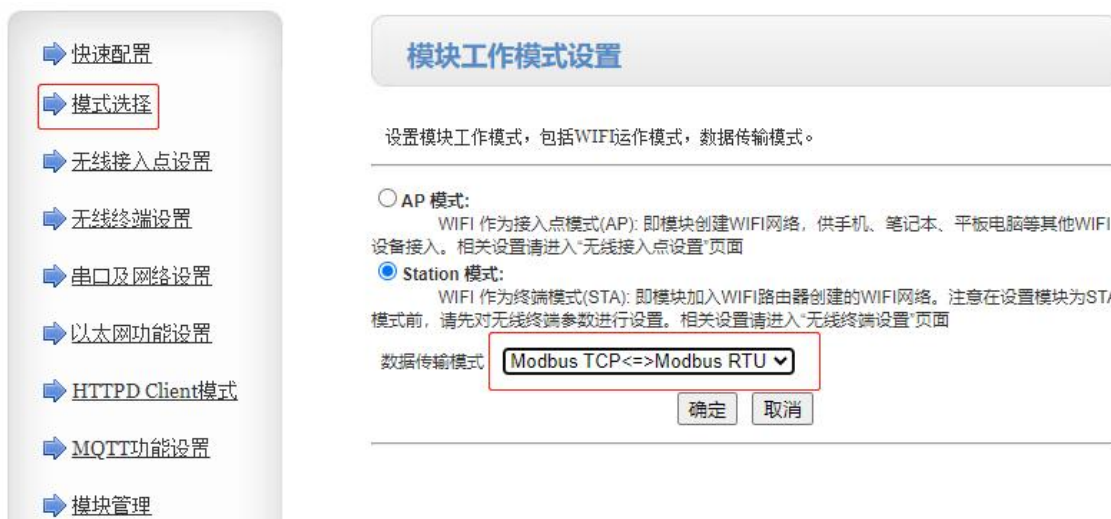 快速配置
模式选择
无线接入点设置
无线终端设置
串口及网络设置
以太网功能设置
HTTPD Client模式
MQTT功能设置
模块管理
模块工作模式设置
设置模块工作模式，包括WIFI运作模式，数据传输模式。
AP 模式:
WIFI 作为接入点模式(AP): 即模块创建WIFI网络，供手机、笔记本、平板电脑等其他WIFI
设备接入。相关设置请进入“无线接入点设置”页面
Station 模式:
WIFI 作为终端模式(STA): 即模块加入WIFI路由器创建的WIFI网络。注意在设置模块为STA
模式前，请先对无线终端参数进行设置。相关设置请进入“无线终端设置”页面
数据传输模式 Modbus TCP<=>Modbus RTU
确定 取消